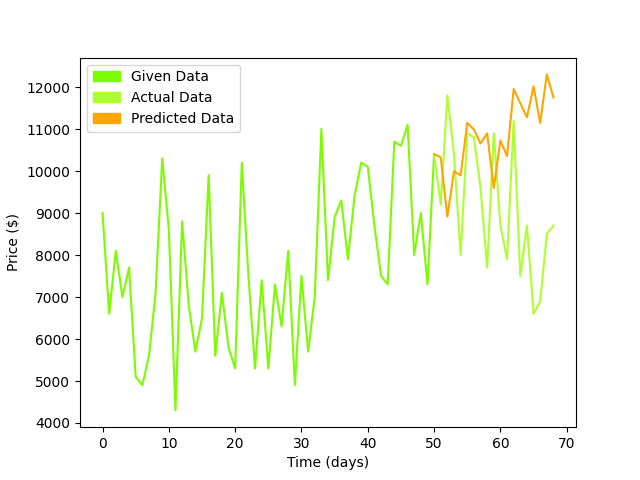 Given Data
Actual Data
Predicted Data
12000
11000
10000
9000
8000
7000
6000
5000
4000
Price ($)
0 10 20 30 40 50 60 70
Time (days)